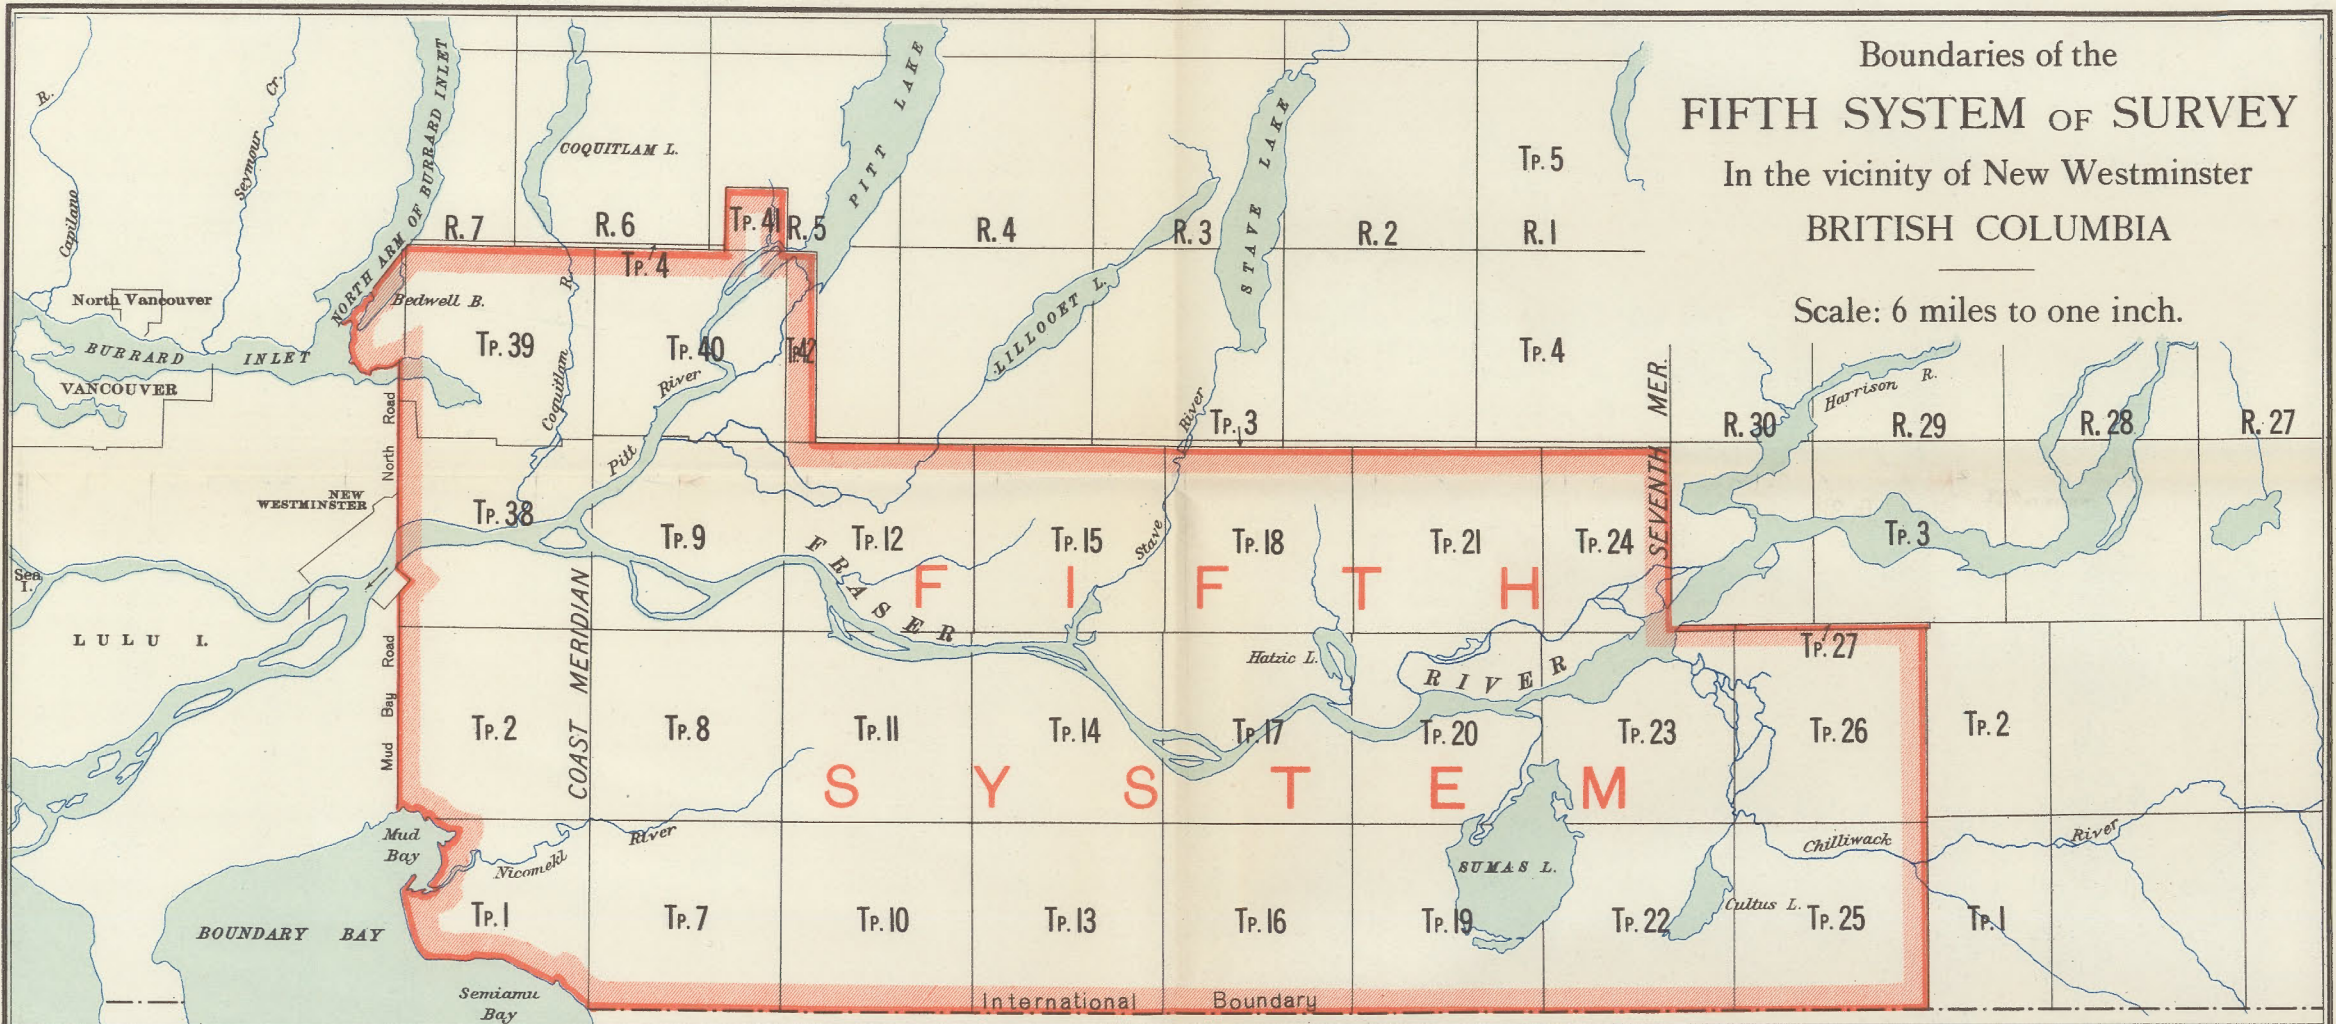 Boundaries of the
FIFTH SYSTEM OF SURVEY
In the vicinity of New Westminster
BRITISH COLUMBIA
Scale: 6 miles to one inch.
R.
Capilano
Seymour Cr.
NORTH ARM OF BURRARD INLET
COQUITLAM L.
PITT LAKE
STAVE LAKE
TP. 5
R. 7
R. 6
TP. 41
R. 5
R. 4
R. 3
R. 2
R. 1
TP. 4
North Vancouver
Bedwell B.
BURRARD INLET
VANCOUVER
TP. 39
Coquitlam R.
TP. 40
TP. 42
LILLOOET L.
TP. 4
SEVENTH MER.
Harrison R.
Pitt River
North Road
TP. 3
Stave River
R. 30
R. 29
R. 28
R. 27
NEW
WESTMINSTER
TP. 38
TP. 9
TP. 12
TP. 15
TP. 18
TP. 21
TP. 24
TP. 3
FIFTH
FRASER RIVER
Sea
I.
LULU I.
Mud Bay Road
COAST MERIDIAN
Hatzic L.
TP. 27
TP. 2
TP. 8
TP. 11
TP. 14
TP. 17
TP. 20
TP. 23
TP. 26
TP. 2
SYSTEM
Mud
Bay
Nicomekl River
SUMAS L.
Chilliwack River
Cultus L.
BOUNDARY BAY
TP. 1
TP. 7
TP. 10
TP. 13
TP. 16
TP. 19
TP. 22
TP. 25
TP. 1
Semiamu
Bay
International Boundary